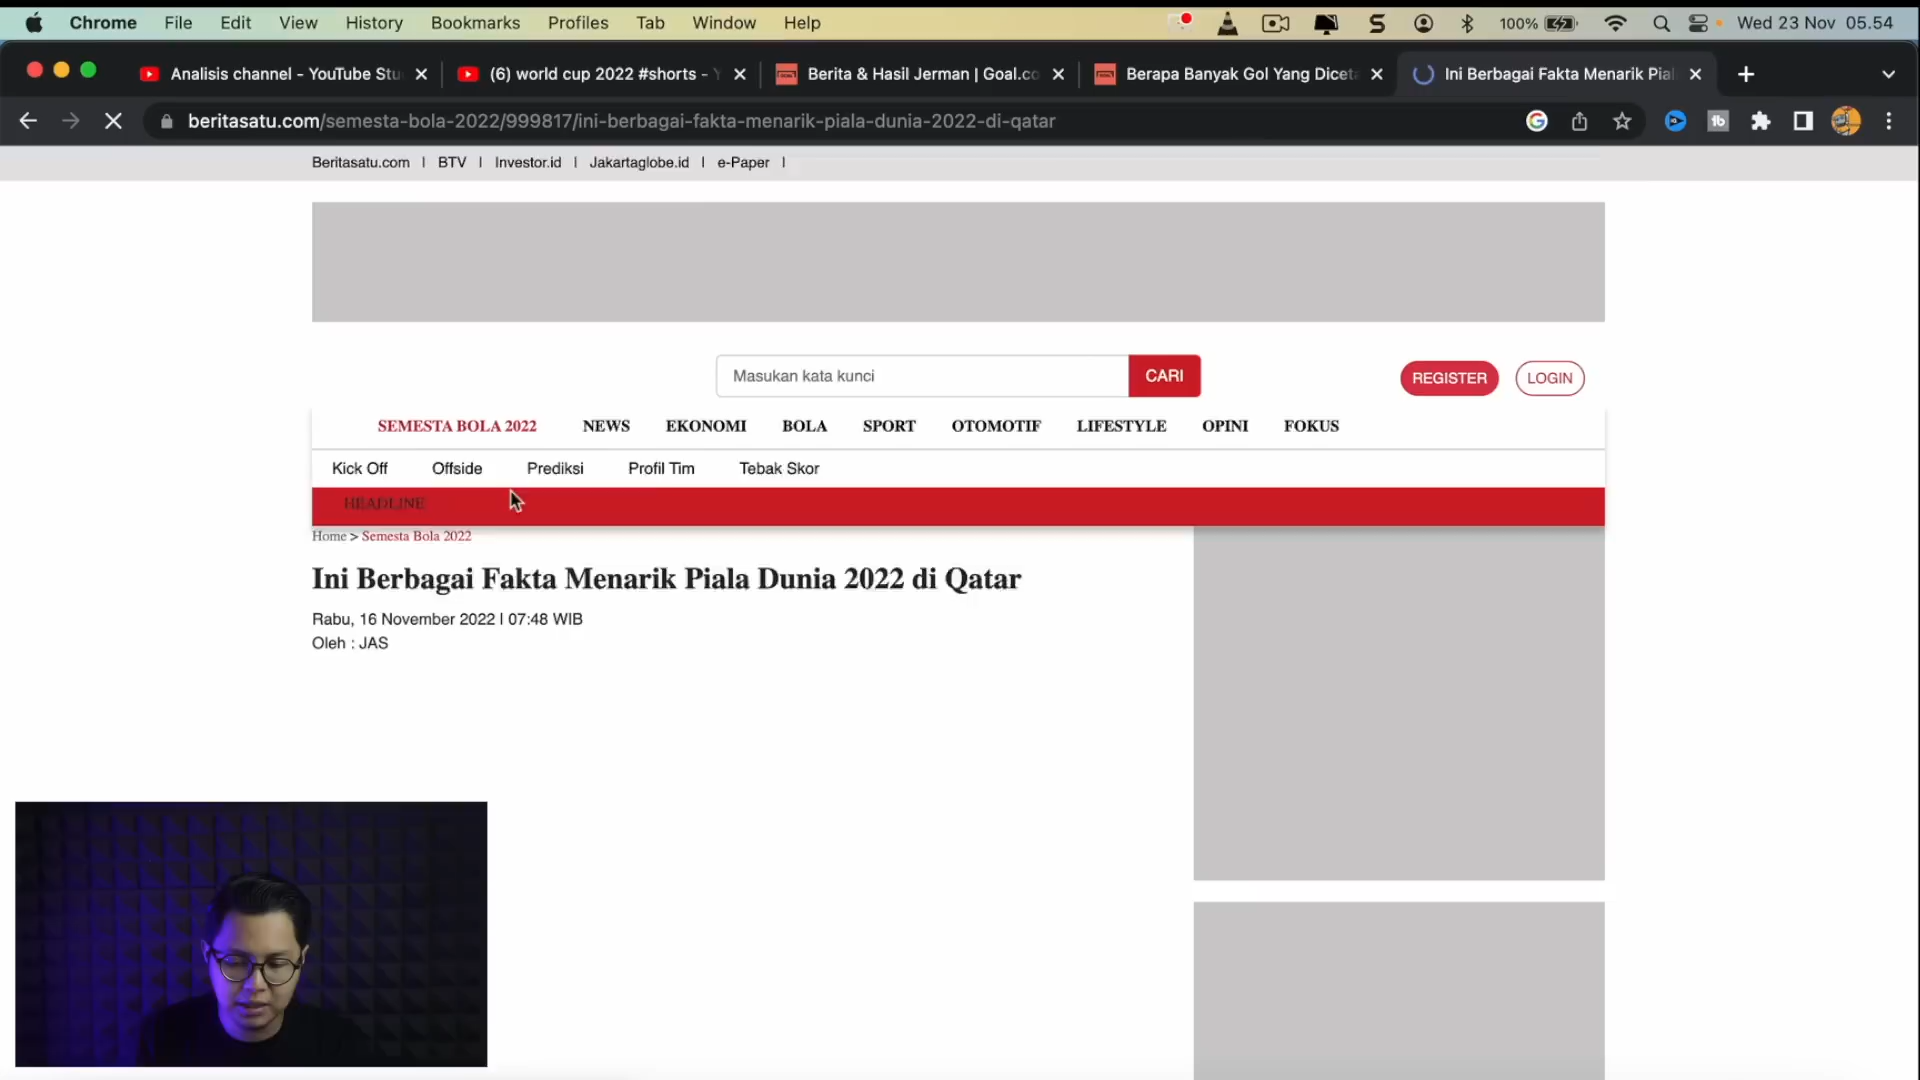 Chrome File Edit View History Bookmarks Profiles Tab Window Help 100% Wed 23 Nov 05.54
Analisis channel - YouTube Stu (6) world cup 2022 #shorts - Berita & Hasil Jerman | Goal.co Berapa Banyak Gol Yang Diceta Ini Berbagai Fakta Menarik Pial
beritasatu.com/semesta-bola-2022/999817/ini-berbagai-fakta-menarik-piala-dunia-2022-di-qatar
Beritasatu.com | BTV | Investor.id | Jakartaglobe.id | e-Paper |
Masukan kata kunci CARI REGISTER LOGIN
SEMESTA BOLA 2022 NEWS EKONOMI BOLA SPORT OTOMOTIF LIFESTYLE OPINI FOKUS
Kick Off Offside Prediksi Profil Tim Tebak Skor
HEADLINE
Home > Semesta Bola 2022
Ini Berbagai Fakta Menarik Piala Dunia 2022 di Qatar
Rabu, 16 November 2022 | 07:48 WIB
Oleh : JAS